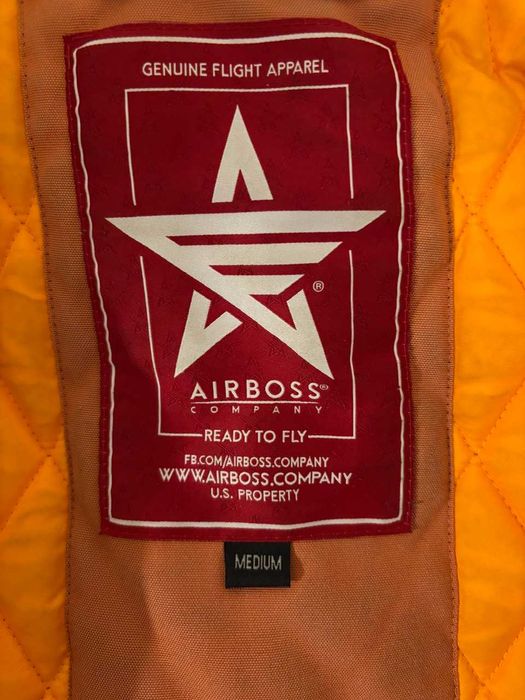 GENUINE FLIGHT APPAREL
®
AIRBOSS®
COMPANY
READY TO FLY
FB.COM/AIRBOSS.COMPANY
WWW.AIRBOSS.COMPANY
U.S. PROPERTY
MEDIUM